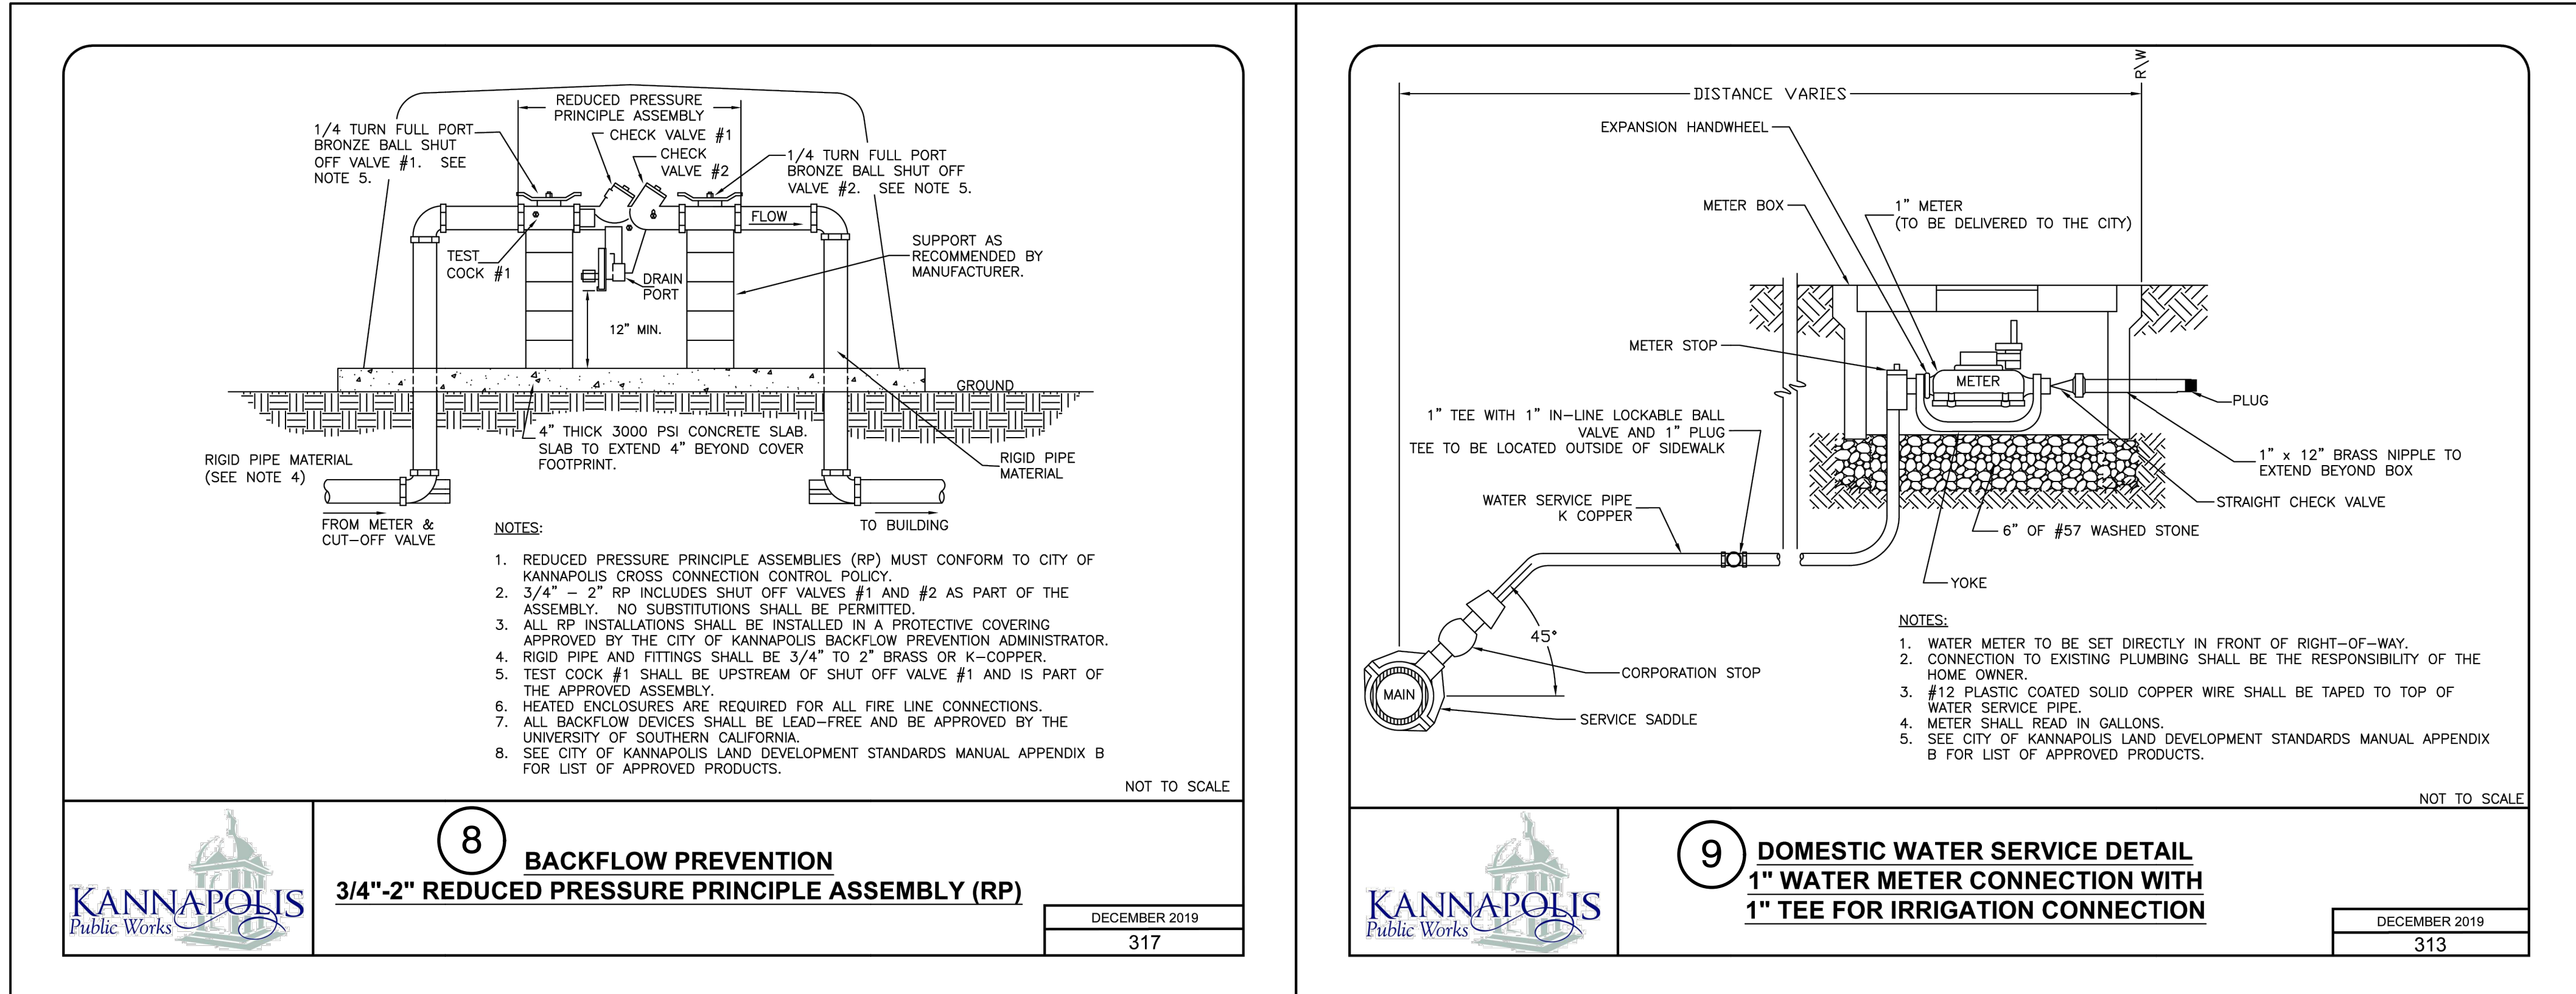 REDUCED PRESSURE
PRINCIPLE ASSEMBLY
1/4 TURN FULL PORT
BRONZE BALL SHUT
OFF VALVE #1. SEE
NOTE 5.
CHECK VALVE #1
CHECK
VALVE #2
1/4 TURN FULL PORT
BRONZE BALL SHUT OFF
VALVE #2. SEE NOTE 5.
FLOW
TEST
COCK #1
DRAIN
PORT
SUPPORT AS
RECOMMENDED BY
MANUFACTURER.
12" MIN.
GROUND
4" THICK 3000 PSI CONCRETE SLAB.
SLAB TO EXTEND 4" BEYOND COVER
FOOTPRINT.
RIGID PIPE MATERIAL
(SEE NOTE 4)
RIGID PIPE
MATERIAL
FROM METER &
CUT-OFF VALVE
TO BUILDING
NOTES:
1. REDUCED PRESSURE PRINCIPLE ASSEMBLIES (RP) MUST CONFORM TO CITY OF
KANNAPOLIS CROSS CONNECTION CONTROL POLICY.
2. 3/4" – 2" RP INCLUDES SHUT OFF VALVES #1 AND #2 AS PART OF THE
ASSEMBLY. NO SUBSTITUTIONS SHALL BE PERMITTED.
3. ALL RP INSTALLATIONS SHALL BE INSTALLED IN A PROTECTIVE COVERING
APPROVED BY THE CITY OF KANNAPOLIS BACKFLOW PREVENTION ADMINISTRATOR.
4. RIGID PIPE AND FITTINGS SHALL BE 3/4" TO 2" BRASS OR K-COPPER.
5. TEST COCK #1 SHALL BE UPSTREAM OF SHUT OFF VALVE #1 AND IS PART OF
THE APPROVED ASSEMBLY.
6. HEATED ENCLOSURES ARE REQUIRED FOR ALL FIRE LINE CONNECTIONS.
7. ALL BACKFLOW DEVICES SHALL BE LEAD-FREE AND BE APPROVED BY THE
UNIVERSITY OF SOUTHERN CALIFORNIA.
8. SEE CITY OF KANNAPOLIS LAND DEVELOPMENT STANDARDS MANUAL APPENDIX B
FOR LIST OF APPROVED PRODUCTS.
NOT TO SCALE
KANNAPOLIS
Public Works
8
BACKFLOW PREVENTION
3/4"-2" REDUCED PRESSURE PRINCIPLE ASSEMBLY (RP)
DECEMBER 2019
317
R\W
DISTANCE VARIES
EXPANSION HANDWHEEL
METER BOX
1" METER
(TO BE DELIVERED TO THE CITY)
METER STOP
METER
PLUG
1" TEE WITH 1" IN-LINE LOCKABLE BALL
VALVE AND 1" PLUG
TEE TO BE LOCATED OUTSIDE OF SIDEWALK
1" x 12" BRASS NIPPLE TO
EXTEND BEYOND BOX
STRAIGHT CHECK VALVE
WATER SERVICE PIPE
K COPPER
6" OF #57 WASHED STONE
YOKE
45°
CORPORATION STOP
MAIN
SERVICE SADDLE
NOTES:
1. WATER METER TO BE SET DIRECTLY IN FRONT OF RIGHT-OF-WAY.
2. CONNECTION TO EXISTING PLUMBING SHALL BE THE RESPONSIBILITY OF THE
HOME OWNER.
3. #12 PLASTIC COATED SOLID COPPER WIRE SHALL BE TAPED TO TOP OF
WATER SERVICE PIPE.
4. METER SHALL READ IN GALLONS.
5. SEE CITY OF KANNAPOLIS LAND DEVELOPMENT STANDARDS MANUAL APPENDIX
B FOR LIST OF APPROVED PRODUCTS.
NOT TO SCALE
KANNAPOLIS
Public Works
9
DOMESTIC WATER SERVICE DETAIL
1" WATER METER CONNECTION WITH
1" TEE FOR IRRIGATION CONNECTION
DECEMBER 2019
313